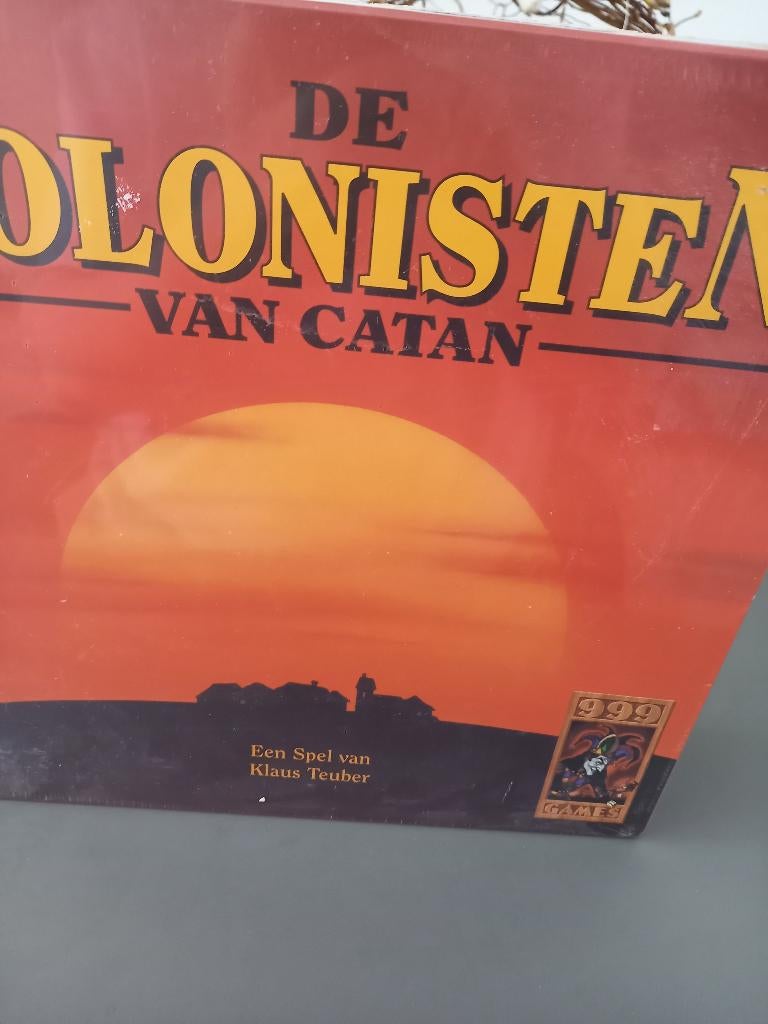 DE
OLONISTEN
VAN CATAN
Een Spel van
Klaus Teuber
999
GAMES